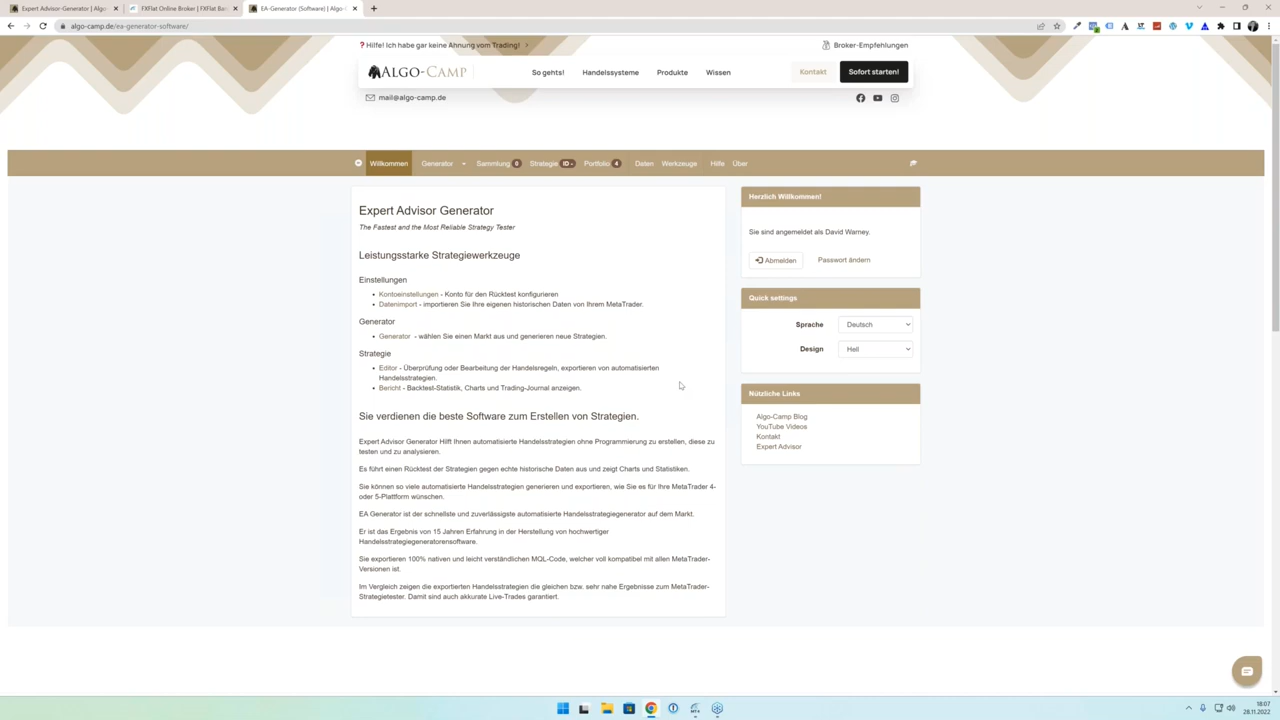 Expert Advisor-Generator | Algo-
FXFlat Online Broker | FXFlat Ban
EA-Generator (Software) | Algo-
algo-camp.de/ea-generator-software/
? Hilfe! Ich habe gar keine Ahnung vom Trading! >
Broker-Empfehlungen
ALGO-CAMP
So gehts!
Handelssysteme
Produkte
Wissen
Kontakt
Sofort starten!
mail@algo-camp.de
Willkommen
Generator
Sammlung 0
Strategie ID -
Portfolio 4
Daten
Werkzeuge
Hilfe
Über
Expert Advisor Generator
The Fastest and the Most Reliable Strategy Tester
Leistungsstarke Strategiewerkzeuge
Einstellungen
• Kontoeinstellungen - Konto für den Rücktest konfigurieren
• Datenimport - importieren Sie Ihre eigenen historischen Daten von Ihrem MetaTrader.
Generator
• Generator - wählen Sie einen Markt aus und generieren neue Strategien.
Strategie
• Editor - Überprüfung oder Bearbeitung der Handelsregeln, exportieren von automatisierten
Handelsstrategien.
• Bericht - Backtest-Statistik, Charts und Trading-Journal anzeigen.
Sie verdienen die beste Software zum Erstellen von Strategien.
Expert Advisor Generator Hilft Ihnen automatisierte Handelsstrategien ohne Programmierung zu erstellen, diese zu
testen und zu analysieren.
Es führt einen Rücktest der Strategien gegen echte historische Daten aus und zeigt Charts und Statistiken.
Sie können so viele automatisierte Handelsstrategien generieren und exportieren, wie Sie es für Ihre MetaTrader 4-
oder 5-Plattform wünschen.
EA Generator ist der schnellste und zuverlässigste automatisierte Handelsstrategiegenerator auf dem Markt.
Er ist das Ergebnis von 15 Jahren Erfahrung in der Herstellung von hochwertiger
Handelsstrategiegeneratorensoftware.
Sie exportieren 100% nativen und leicht verständlichen MQL-Code, welcher voll kompatibel mit allen MetaTrader-
Versionen ist.
Im Vergleich zeigen die exportierten Handelsstrategien die gleichen bzw. sehr nahe Ergebnisse zum MetaTrader-
Strategietester. Damit sind auch akkurate Live-Trades garantiert.
Herzlich Willkommen!
Sie sind angemeldet als David Warney.
Abmelden
Passwort ändern
Quick settings
Sprache
Deutsch
Design
Hell
Nützliche Links
Algo-Camp Blog
YouTube Videos
Kontakt
Expert Advisor
18:07
28.11.2022